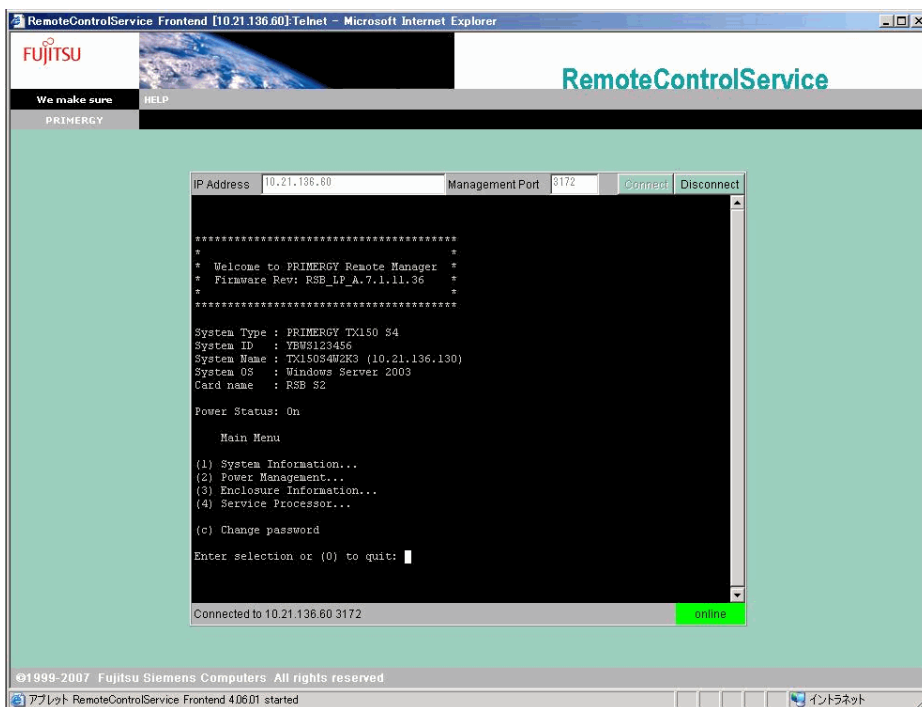 RemoteControlService Frontend [10.21.136.60]:Telnet - Microsoft Internet Explorer
FUJITSU
RemoteControlService
We make sure
HELP
PRIMERGY
IP Address 10.21.136.60 Management Port 3172 Connect Disconnect
****************************************
* *
* Welcome to PRIMERGY Remote Manager *
* Firmware Rev: RSB_LP_A.7.1.11.36 *
* *
****************************************
System Type : PRIMERGY TX150 S4
System ID : YBWS123456
System Name : TX150S4W2K3 (10.21.136.130)
System OS : Windows Server 2003
Card name : RSB S2
Power Status: On
Main Menu
(1) System Information...
(2) Power Management...
(3) Enclosure Information...
(4) Service Processor...
(c) Change password
Enter selection or (0) to quit:
Connected to 10.21.136.60 3172 online
©1999-2007 Fujitsu Siemens Computers All rights reserved
アプレット RemoteControlService Frontend 4.06.01 started イントラネット